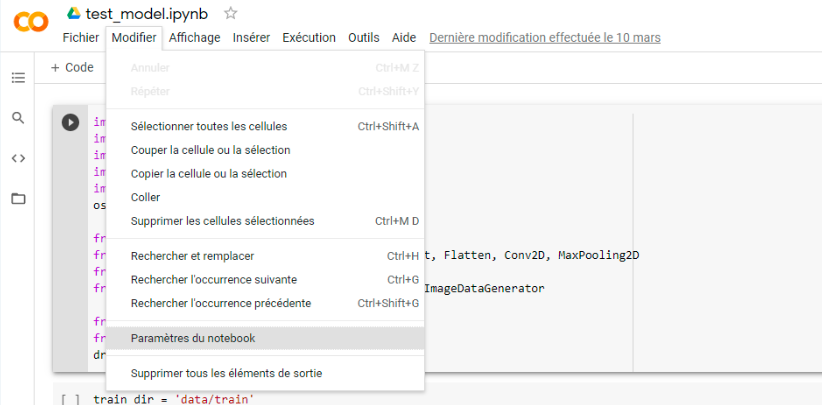 test_model.ipynb
Fichier Modifier Affichage Insérer Exécution Outils Aide Dernière modification effectuée le 10 mars
+ Code
Annuler Ctrl+M Z
Répéter Ctrl+Shift+Y
im
Sélectionner toutes les cellules Ctrl+Shift+A
im
im
Couper la cellule ou la sélection
im
Copier la cellule ou la sélection
im
Coller
os
Supprimer les cellules sélectionnées Ctrl+M D
fr
Rechercher et remplacer Ctrl+H
fr t, Flatten, Conv2D, MaxPooling2D
fr
Rechercher l'occurrence suivante Ctrl+G
fr ImageDataGenerator
Rechercher l'occurrence précédente Ctrl+Shift+G
fr
fr
Paramètres du notebook
dr
Supprimer tous les éléments de sortie
[ ] train_dir = 'data/train'